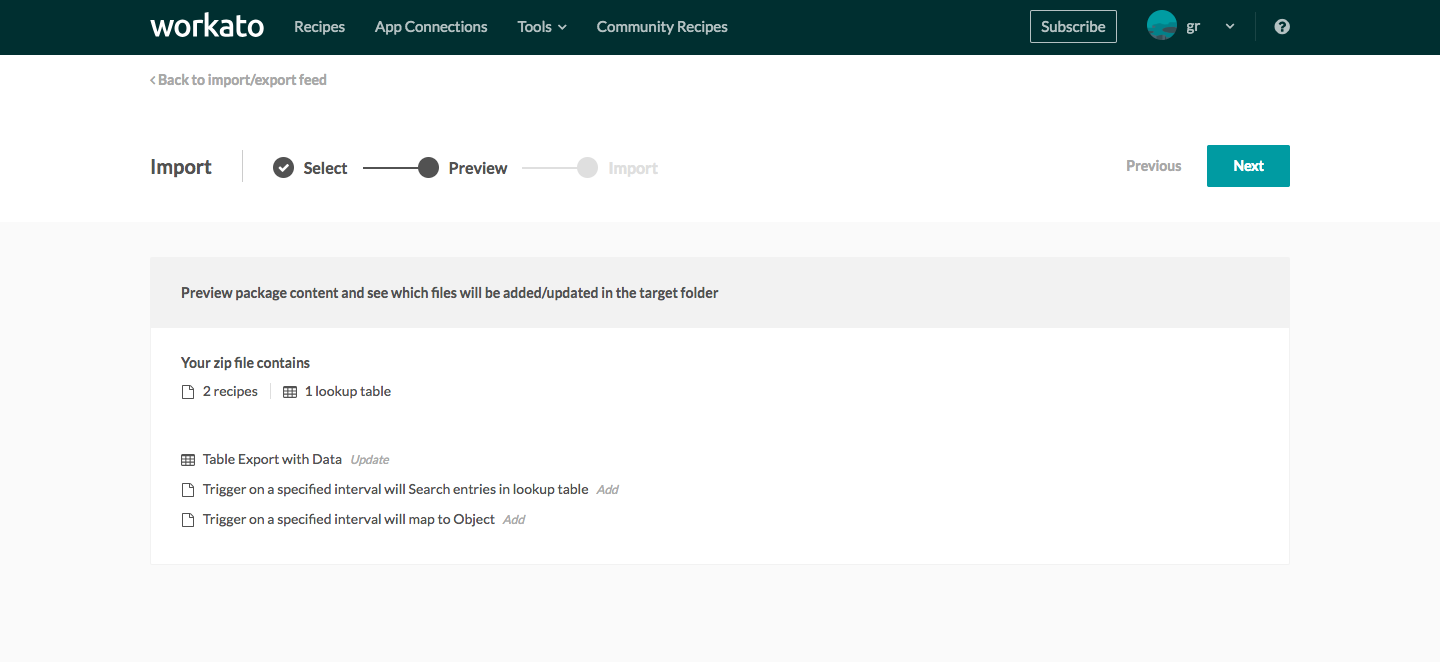 workato Recipes App Connections Tools Community Recipes Subscribe gr ?
Back to import/export feed
Import Select Preview Import Previous Next
Preview package content and see which files will be added/updated in the target folder
Your zip file contains
2 recipes 1 lookup table
Table Export with Data Update
Trigger on a specified interval will Search entries in lookup table Add
Trigger on a specified interval will map to Object Add